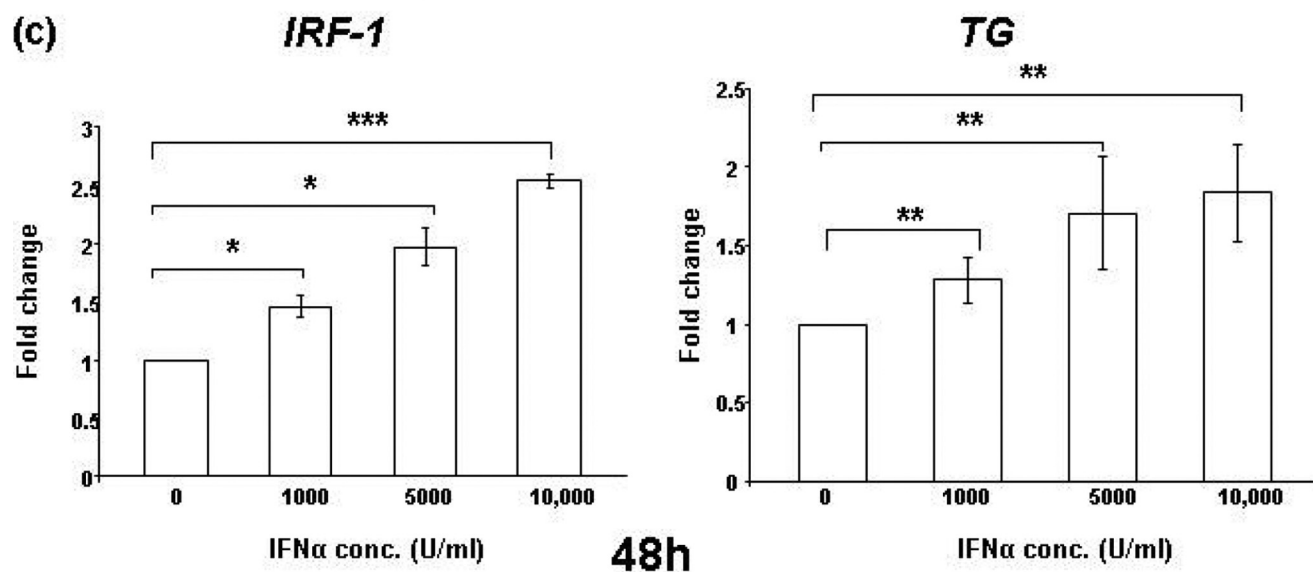 (c)
IRF-1
***
*
*
Fold change
3
2.5
2
1.5
1
0.5
0
0 1000 5000 10,000
IFNα conc. (U/ml)
TG
**
**
**
Fold change
2.5
2
1.5
1
0.5
0
0 1000 5000 10,000
IFNα conc. (U/ml)
48h